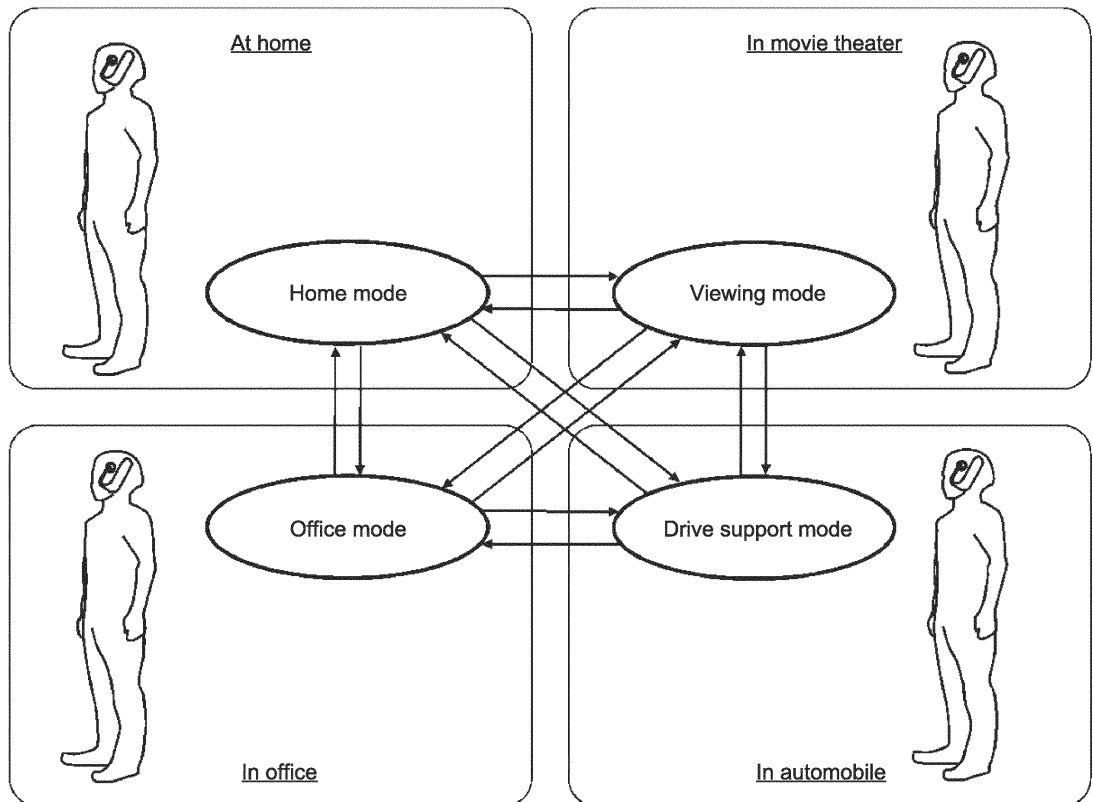 At home
In movie theater
Home mode
Viewing mode
Office mode
Drive support mode
In office
In automobile